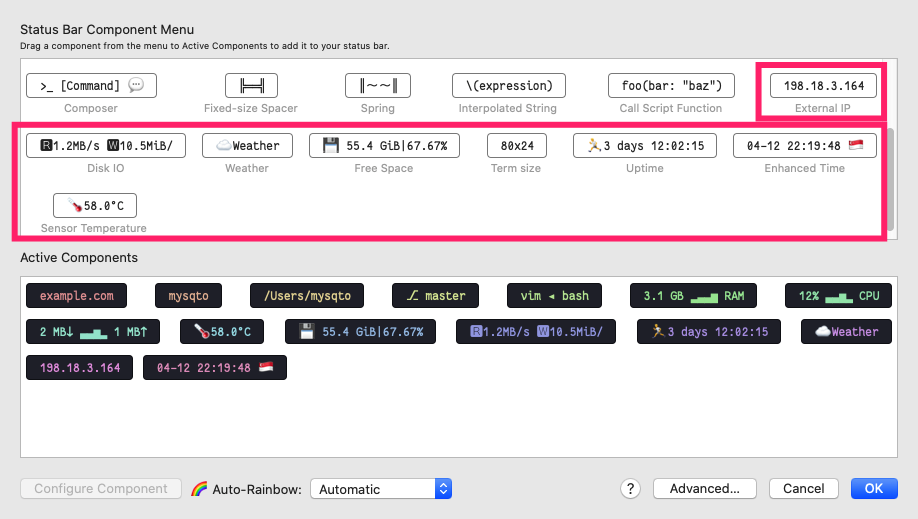 Status Bar Component Menu
Drag a component from the menu to Active Components to add it to your status bar.
>_ [Command] 💬 ╠═╣ ║~~║ \(expression) foo(bar: "baz") 198.18.3.164
Composer Fixed-size Spacer Spring Interpolated String Call Script Function External IP
🆁1.2MB/s 🆆10.5MiB/ ☁️Weather 💾 55.4 GiB|67.67% 80x24 🏃3 days 12:02:15 04-12 22:19:48 🇸🇬
Disk IO Weather Free Space Term size Uptime Enhanced Time
🌡️58.0°C
Sensor Temperature
Active Components
example.com mysqto /Users/mysqto ⎇ master vim ◂ bash 3.1 GB ▂▂▃▃ RAM 12% ▂▂▃▂ CPU
2 MB↓ ▂▂▃▂ 1 MB↑ 🌡️58.0°C 💾 55.4 GiB|67.67% 🆁1.2MB/s 🆆10.5MiB/ 🏃3 days 12:02:15 ☁️Weather
198.18.3.164 04-12 22:19:48 🇸🇬
Configure Component 🌈 Auto-Rainbow: Automatic ? Advanced... Cancel OK